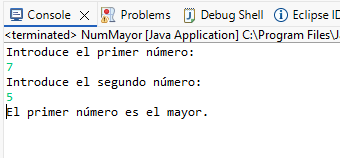 Console Problems Debug Shell Eclipse ID
<terminated> NumMayor [Java Application] C:\Program Files\J
Introduce el primer número:
7
Introduce el segundo número:
5
El primer número es el mayor.